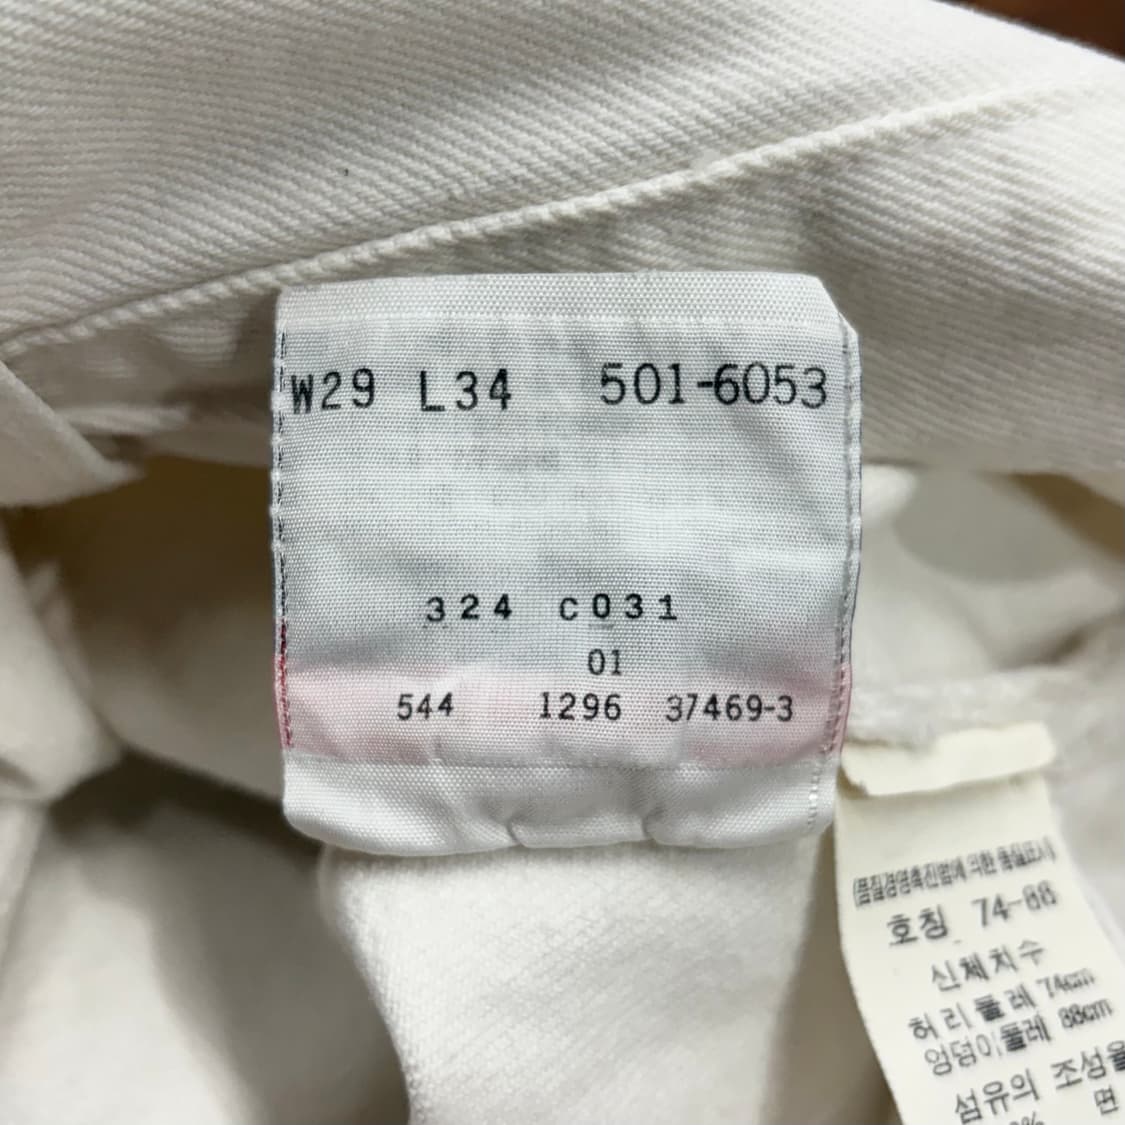 W29 L34 501-6053
324 C031
01
544 1296 37469-3
(품질경영촉진법에 의한 품질표시)
호칭 74-88
신체치수
허리둘레 74cm
엉덩이둘레 88cm
섬유의 조성율
면